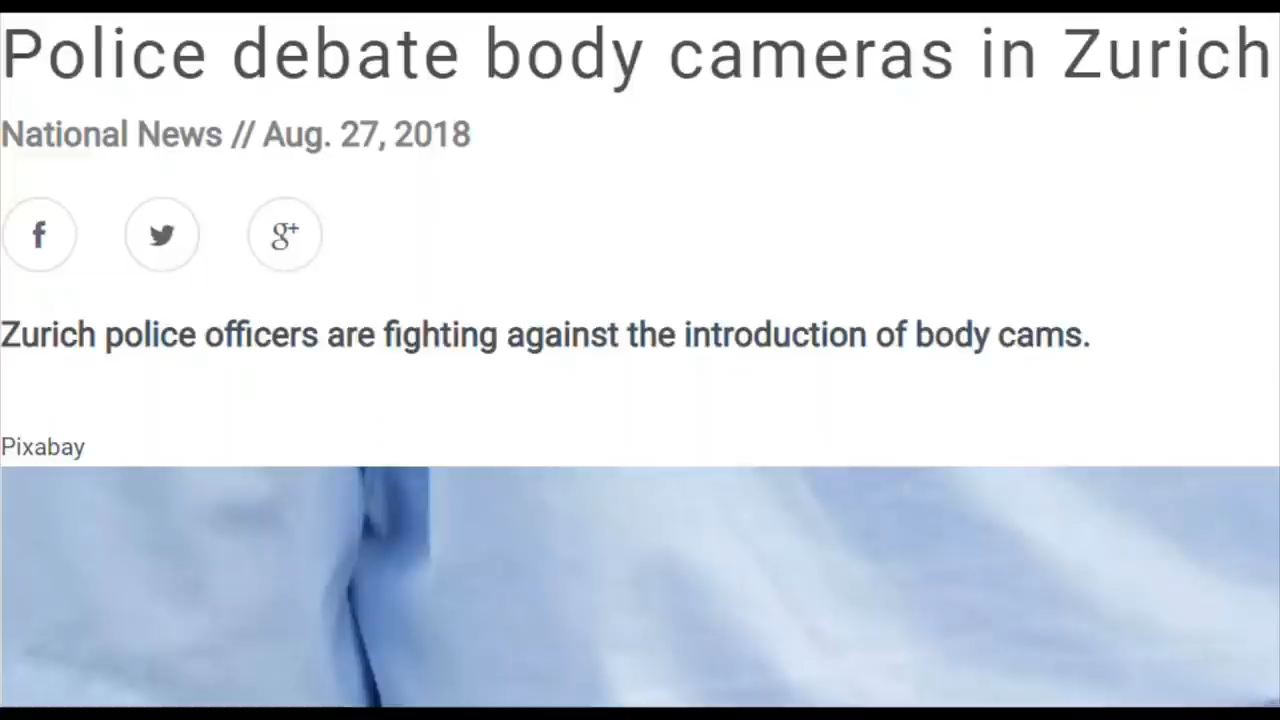 Police debate body cameras in Zurich
National News // Aug. 27, 2018
f
g+
Zurich police officers are fighting against the introduction of body cams.
Pixabay